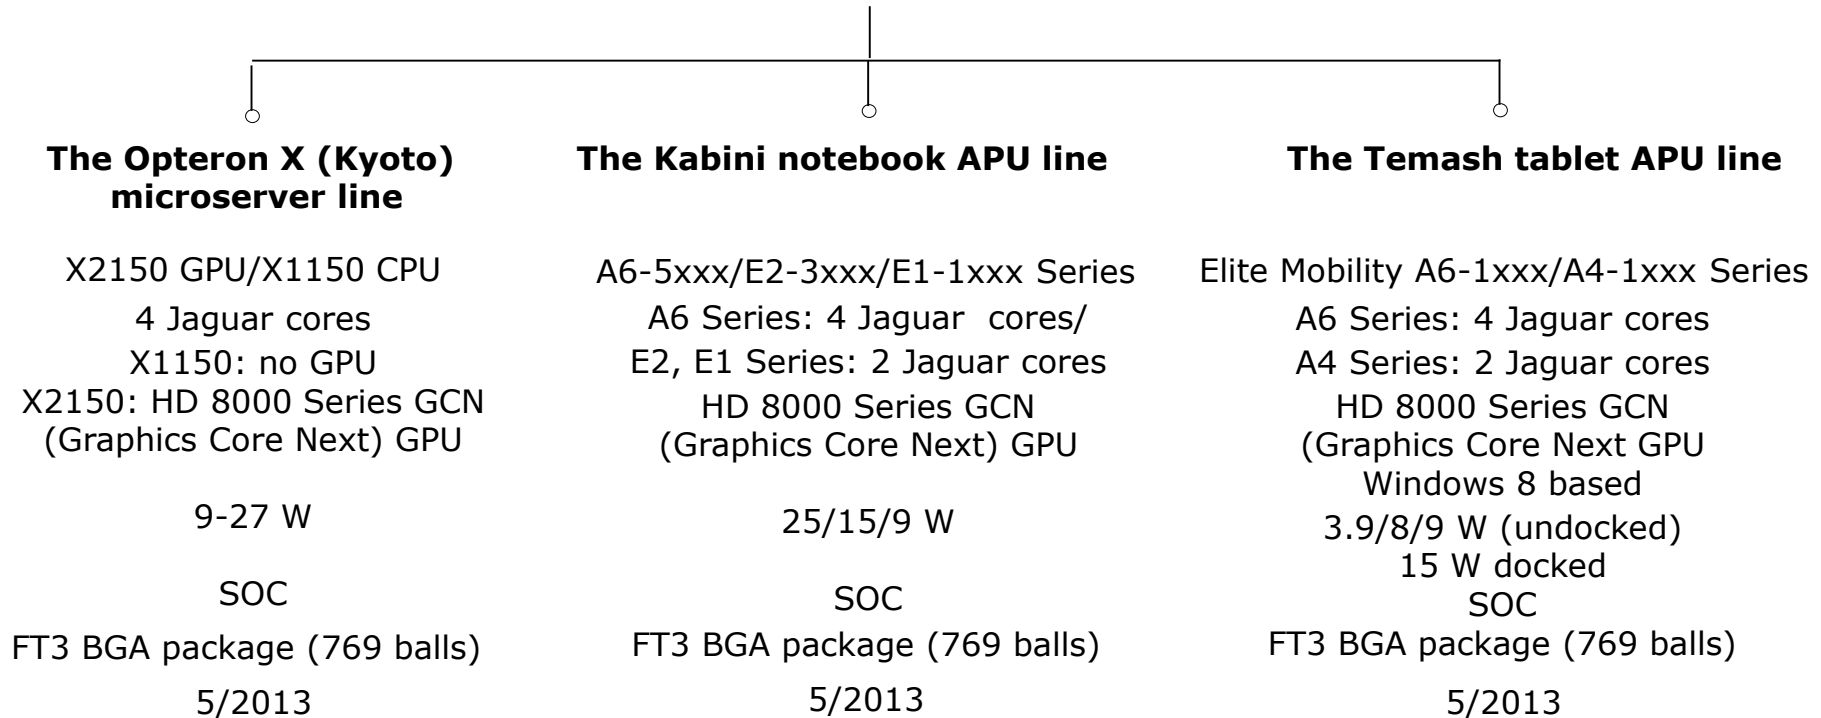 The Opteron X (Kyoto)
microserver line
X2150 GPU/X1150 CPU
4 Jaguar cores
X1150: no GPU
X2150: HD 8000 Series GCN
(Graphics Core Next) GPU
9-27 W
SOC
FT3 BGA package (769 balls)
5/2013
The Kabini notebook APU line
A6-5xxx/E2-3xxx/E1-1xxx Series
A6 Series: 4 Jaguar  cores/
E2, E1 Series: 2 Jaguar cores
HD 8000 Series GCN
(Graphics Core Next) GPU
25/15/9 W
SOC
FT3 BGA package (769 balls)
5/2013
The Temash tablet APU line
Elite Mobility A6-1xxx/A4-1xxx Series
A6 Series: 4 Jaguar cores
A4 Series: 2 Jaguar cores
HD 8000 Series GCN
(Graphics Core Next GPU
Windows 8 based
3.9/8/9 W (undocked)
15 W docked
SOC
FT3 BGA package (769 balls)
5/2013